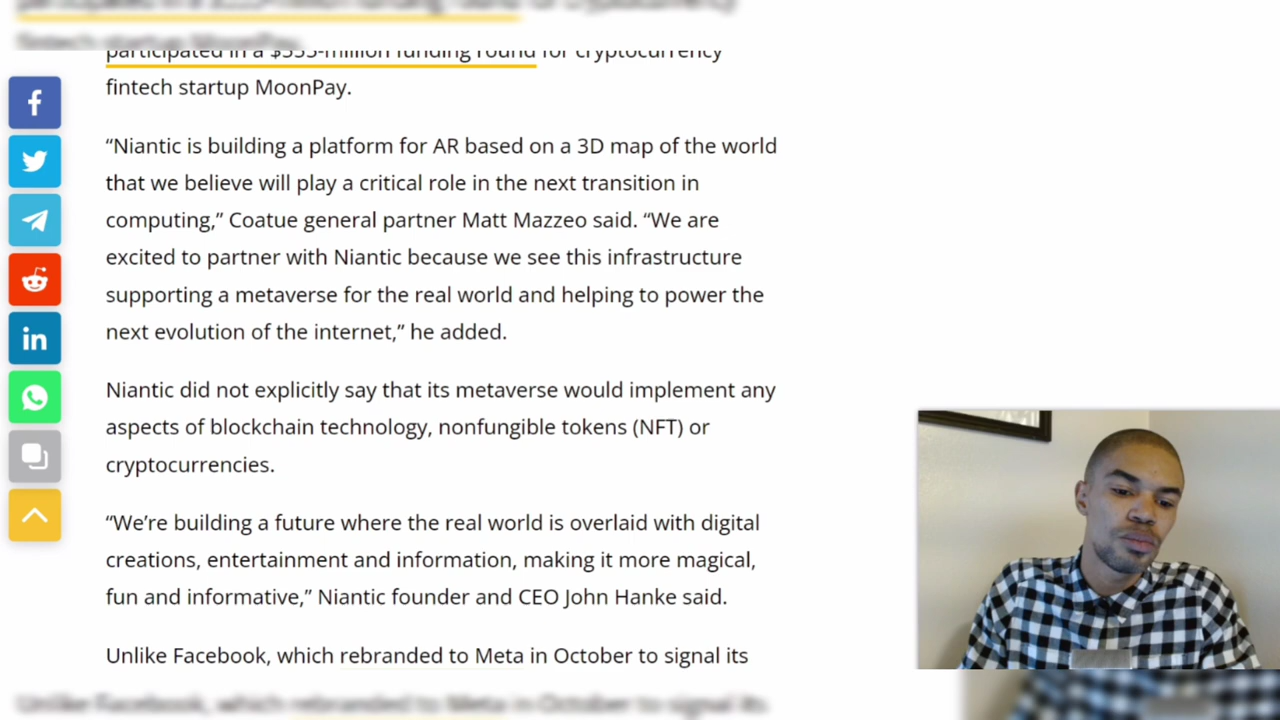 participated in a $555-million funding round for cryptocurrency
fintech startup MoonPay.
“Niantic is building a platform for AR based on a 3D map of the world
that we believe will play a critical role in the next transition in
computing,” Coatue general partner Matt Mazzeo said. “We are
excited to partner with Niantic because we see this infrastructure
supporting a metaverse for the real world and helping to power the
next evolution of the internet,” he added.
Niantic did not explicitly say that its metaverse would implement any
aspects of blockchain technology, nonfungible tokens (NFT) or
cryptocurrencies.
“We’re building a future where the real world is overlaid with digital
creations, entertainment and information, making it more magical,
fun and informative,” Niantic founder and CEO John Hanke said.
Unlike Facebook, which rebranded to Meta in October to signal its